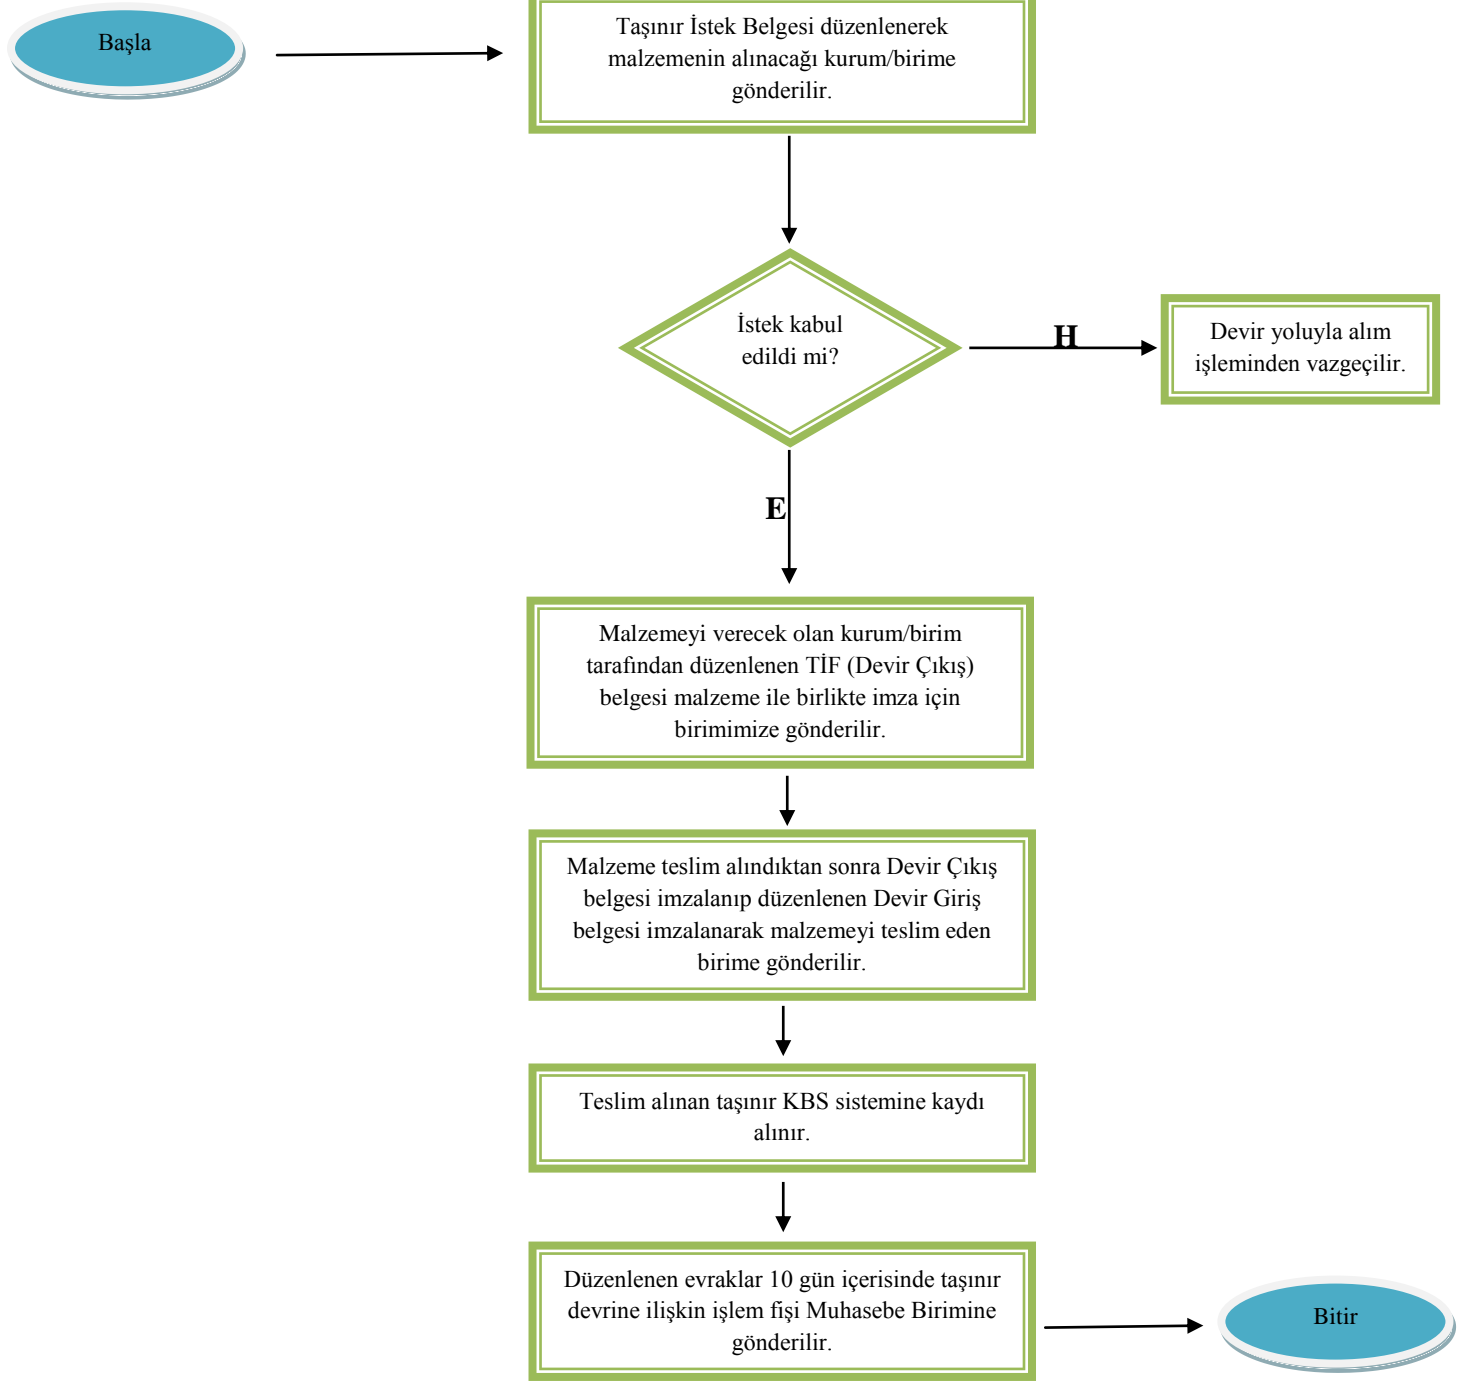 Başla
Taşınır İstek Belgesi düzenlenerek
malzemenin alınacağı kurum/birime
gönderilir.
İstek kabul
edildi mi?
H
Devir yoluyla alım
işleminden vazgeçilir.
E
Malzemeyi verecek olan kurum/birim
tarafından düzenlenen TİF (Devir Çıkış)
belgesi malzeme ile birlikte imza için
birimimize gönderilir.
Malzeme teslim alındıktan sonra Devir Çıkış
belgesi imzalanıp düzenlenen Devir Giriş
belgesi imzalanarak malzemeyi teslim eden
birime gönderilir.
Teslim alınan taşınır KBS sistemine kaydı
alınır.
Düzenlenen evraklar 10 gün içerisinde taşınır
devrine ilişkin işlem fişi Muhasebe Birimine
gönderilir.
Bitir